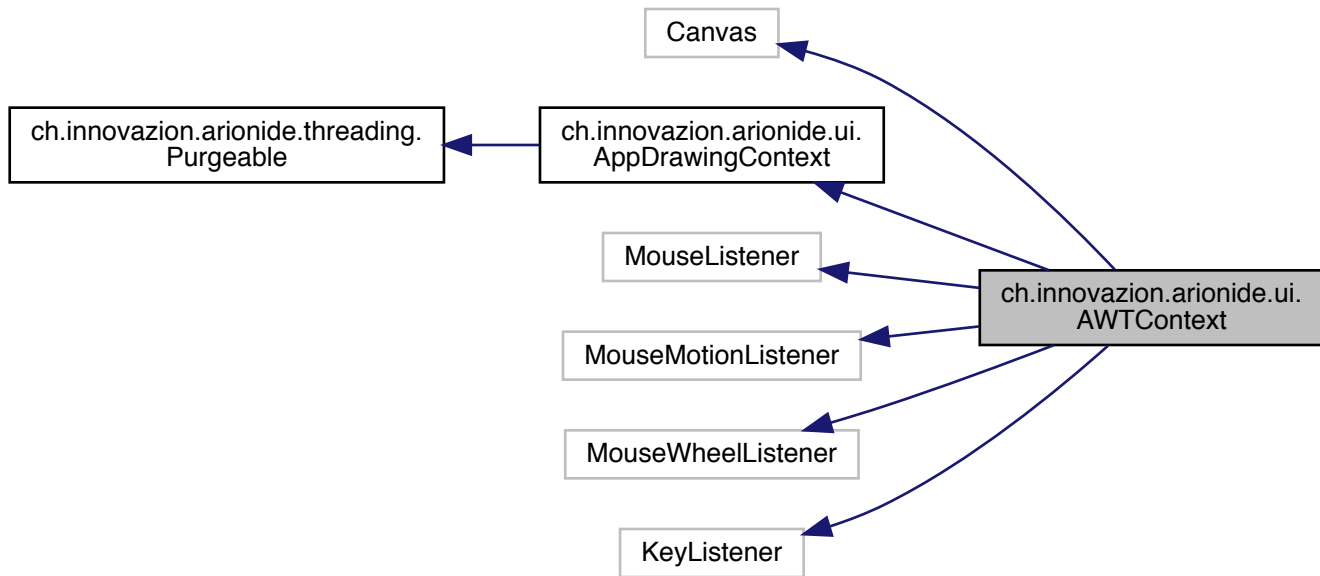 Canvas
ch.innovazion.arionide.threading.
Purgeable
ch.innovazion.arionide.ui.
AppDrawingContext
MouseListener
ch.innovazion.arionide.ui.
AWTContext
MouseMotionListener
MouseWheelListener
KeyListener